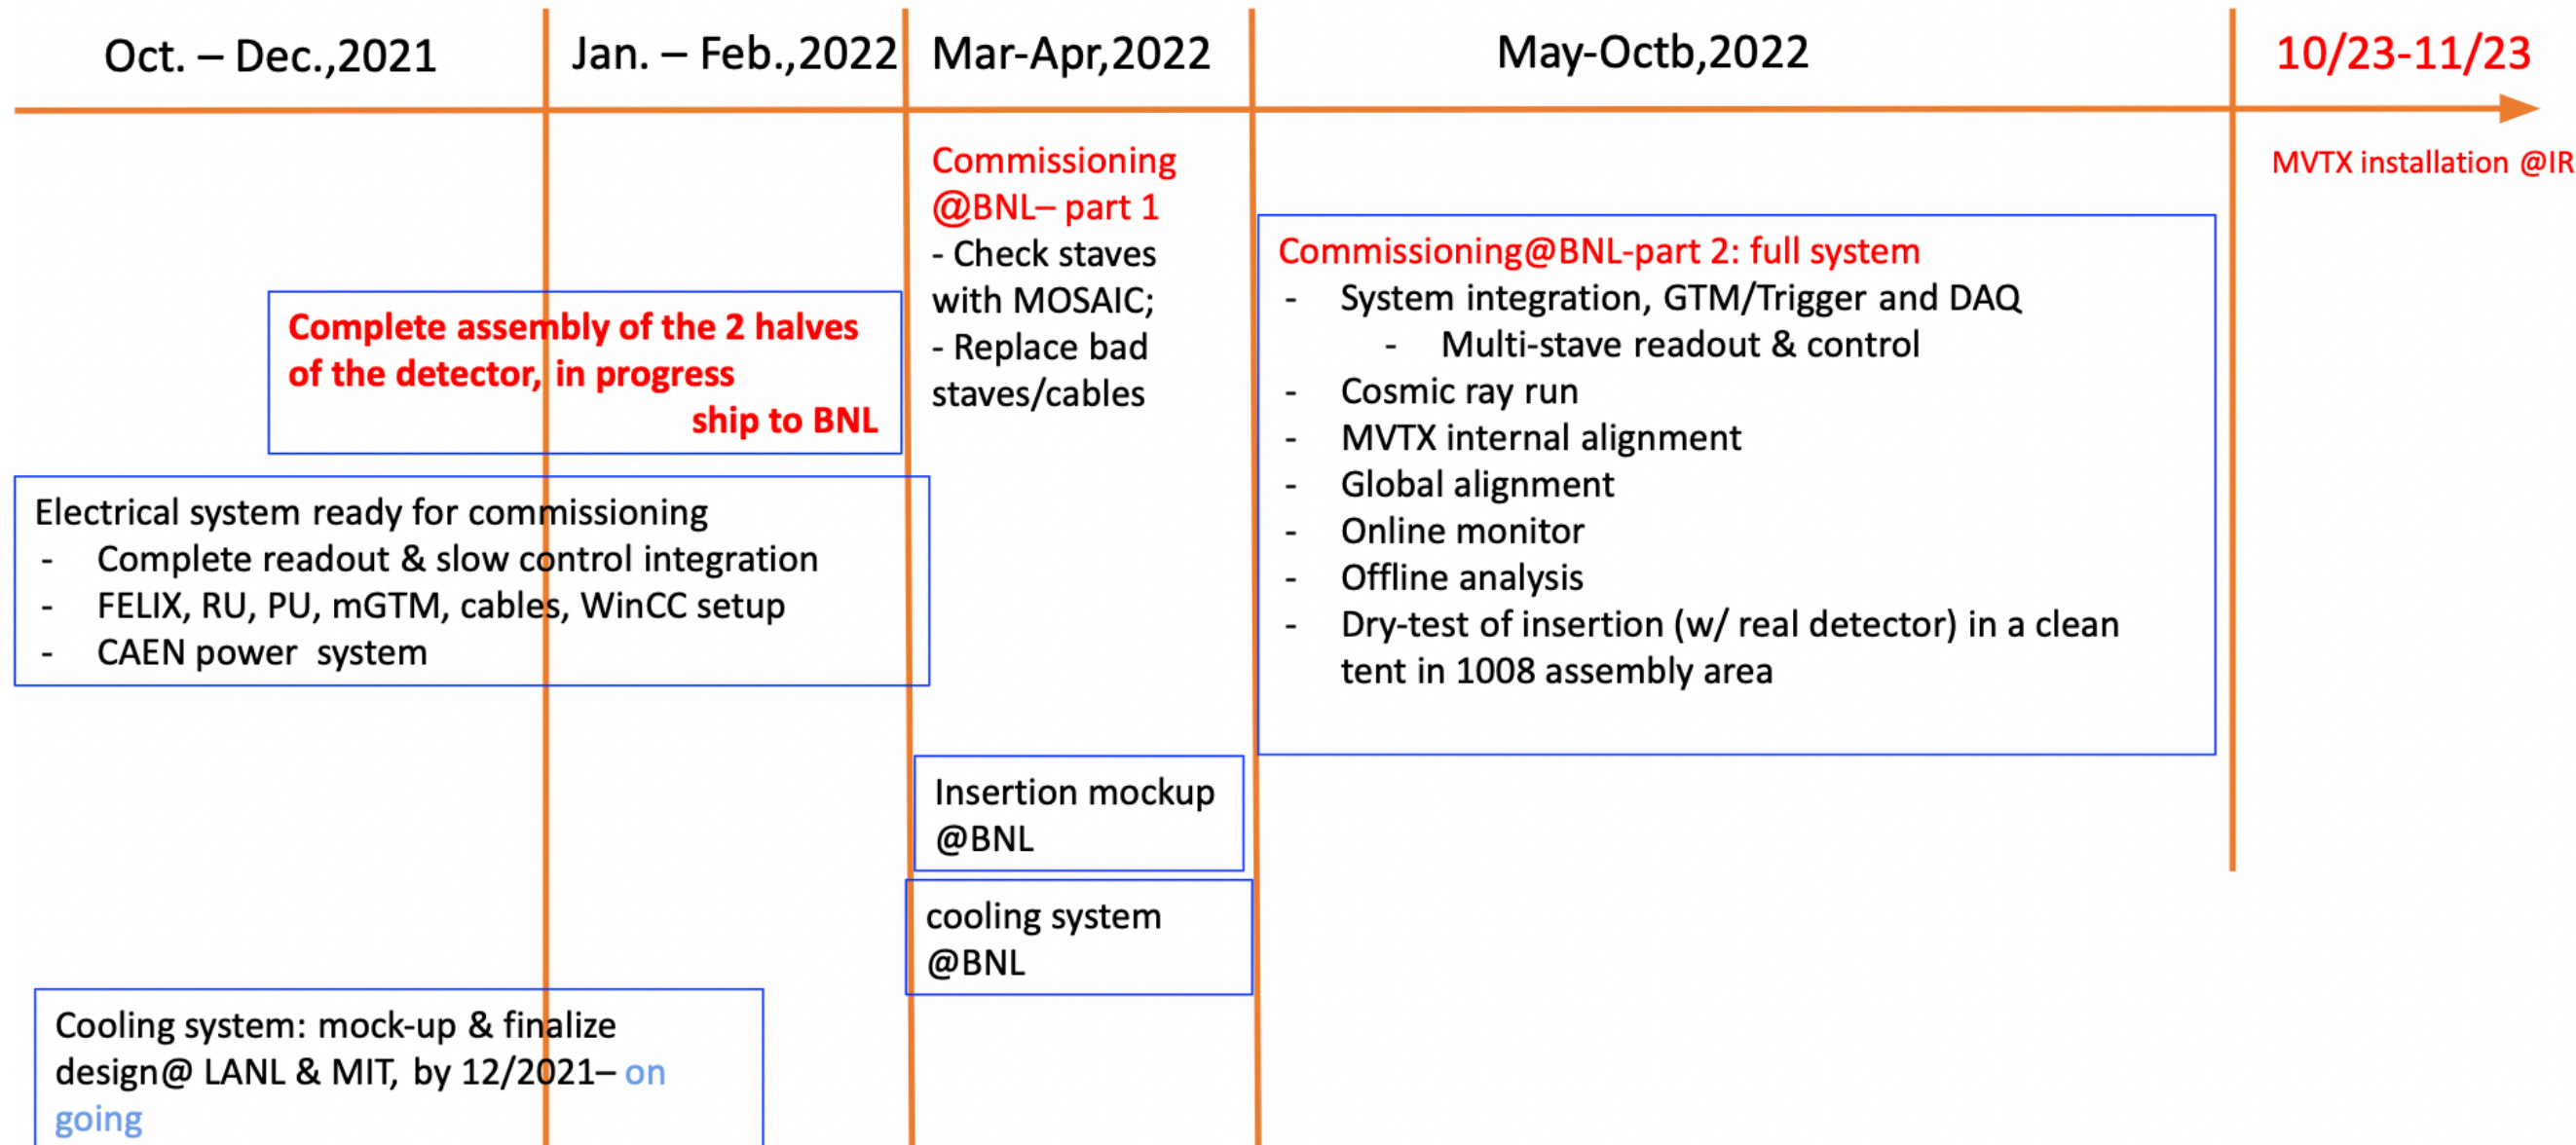 Oct. – Dec.,2021
Jan. – Feb.,2022
Mar-Apr,2022
May-Octb,2022
10/23-11/23
MVTX installation @IR
Commissioning
@BNL– part 1
- Check staves
with MOSAIC;
- Replace bad
staves/cables
Commissioning@BNL-part 2: full system
- System integration, GTM/Trigger and DAQ
- Multi-stave readout & control
- Cosmic ray run
- MVTX internal alignment
- Global alignment
- Online monitor
- Offline analysis
- Dry-test of insertion (w/ real detector) in a clean
tent in 1008 assembly area
Complete assembly of the 2 halves
of the detector, in progress
ship to BNL
Electrical system ready for commissioning
- Complete readout & slow control integration
- FELIX, RU, PU, mGTM, cables, WinCC setup
- CAEN power system
Insertion mockup
@BNL
cooling system
@BNL
Cooling system: mock-up & finalize
design@ LANL & MIT, by 12/2021– on
going